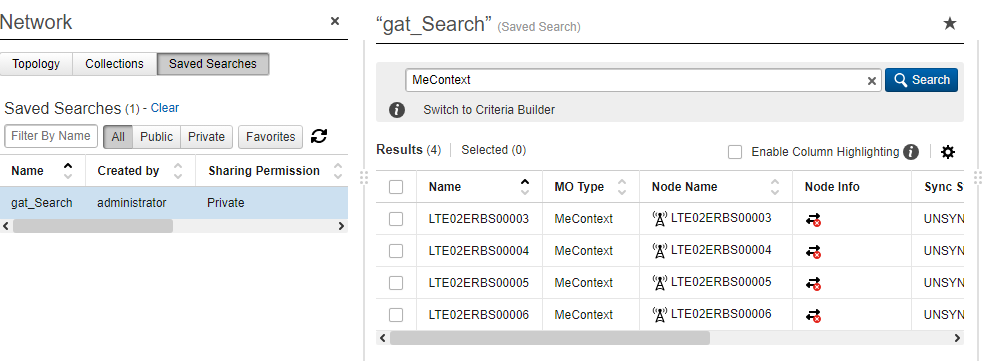 Network
Topology Collections Saved Searches
Saved Searches (1) - Clear
Filter By Name All Public Private Favorites
Name Created by Sharing Permission
gat_Search administrator Private
“gat_Search” (Saved Search)
MeContext Search
Switch to Criteria Builder
Results (4) Selected (0) Enable Column Highlighting
Name MO Type Node Name Node Info Sync S
LTE02ERBS00003 MeContext LTE02ERBS00003 UNSYN
LTE02ERBS00004 MeContext LTE02ERBS00004 UNSYN
LTE02ERBS00005 MeContext LTE02ERBS00005 UNSYN
LTE02ERBS00006 MeContext LTE02ERBS00006 UNSYN